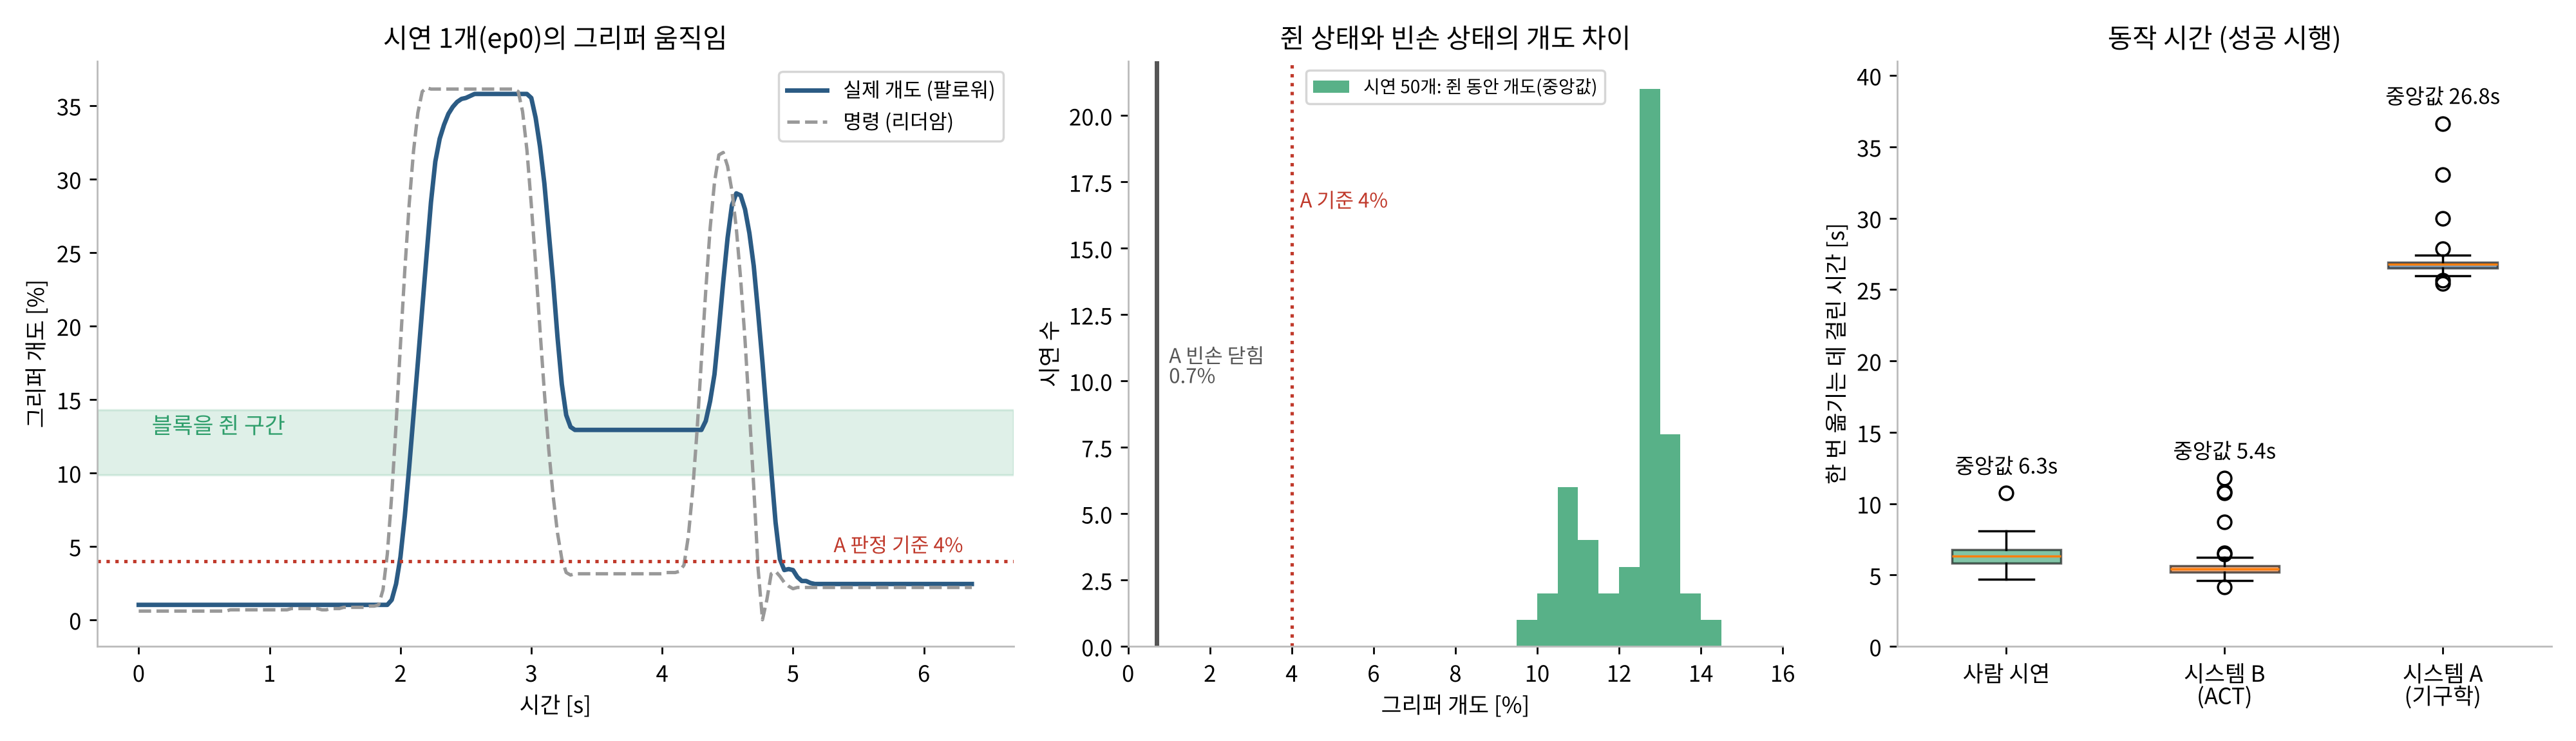 시연 1개(ep0)의 그리퍼 움직임
실제 개도 (팔로워)
명령 (리더암)
블록을 쥔 구간
A 판정 기준 4%
그리퍼 개도 [%]
35
30
25
20
15
10
5
0
0 1 2 3 4 5 6
시간 [s]
쥔 상태와 빈손 상태의 개도 차이
시연 50개: 쥔 동안 개도(중앙값)
A 기준 4%
A 빈손 닫힘
0.7%
시연 수
20.0
17.5
15.0
12.5
10.0
7.5
5.0
2.5
0.0
0 2 4 6 8 10 12 14 16
그리퍼 개도 [%]
동작 시간 (성공 시행)
중앙값 26.8s
중앙값 6.3s
중앙값 5.4s
한 번 옮기는 데 걸린 시간 [s]
40
35
30
25
20
15
10
5
0
사람 시연
시스템 B
(ACT)
시스템 A
(기구학)